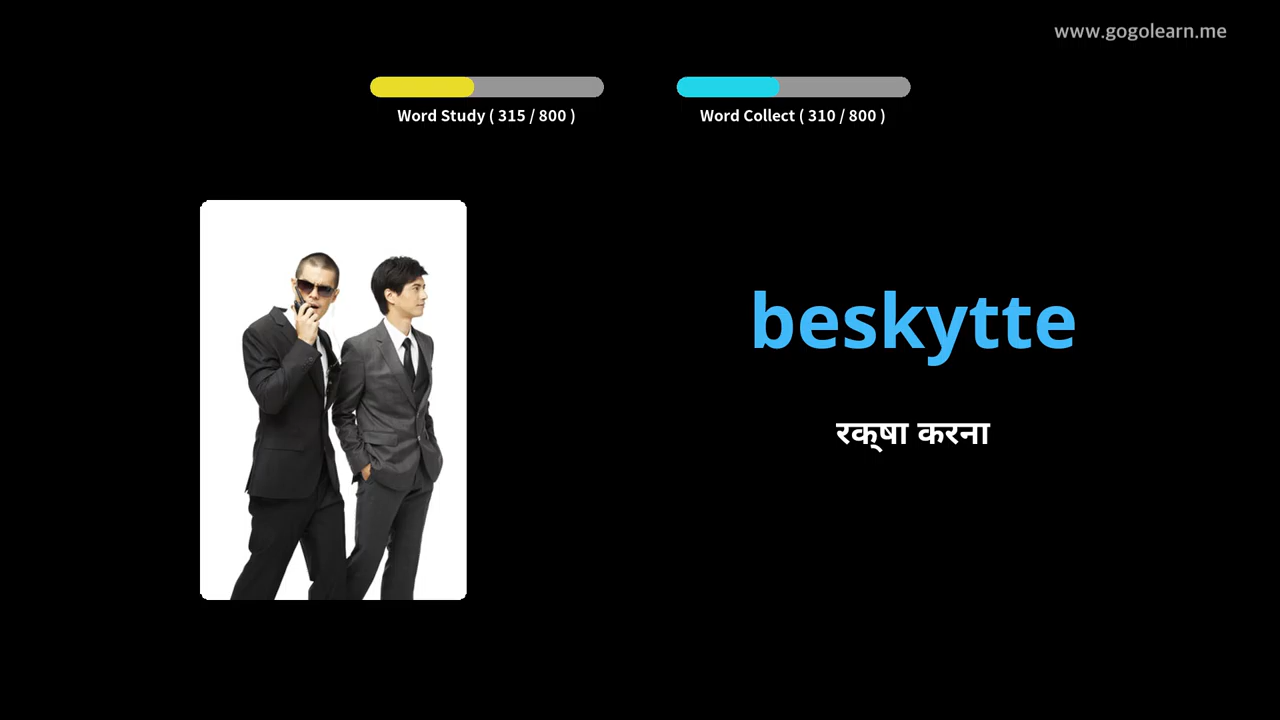 www.gogolearn.me
Word Study ( 315 / 800 )
Word Collect ( 310 / 800 )
beskytte
रक्षा करना